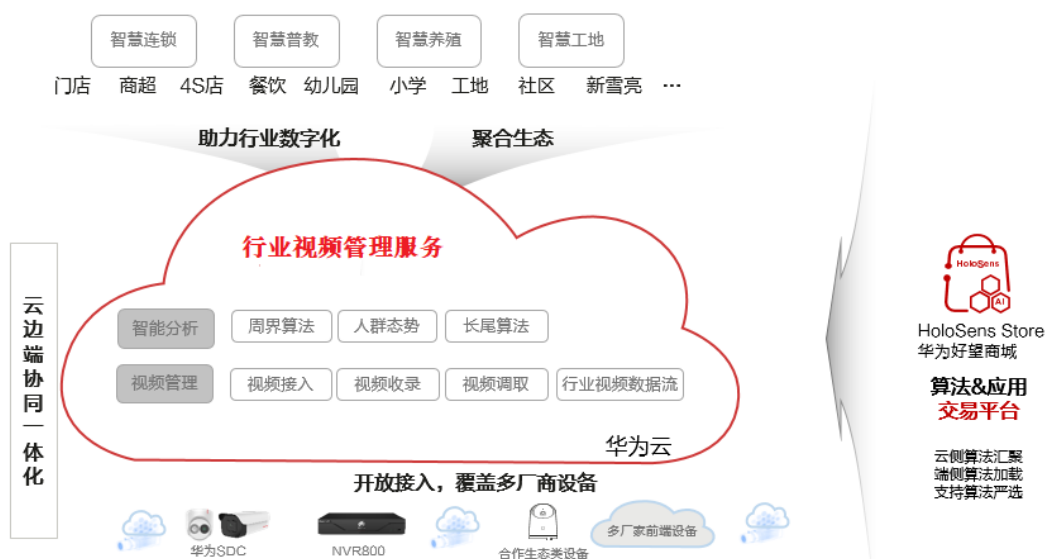 智慧连锁 智慧普教 智慧养殖 智慧工地
门店 商超 4S店 餐饮 幼儿园 小学 工地 社区 新雪亮 …
助力行业数字化 聚合生态
行业视频管理服务
云边端协同一体化
智能分析 周界算法 人群态势 长尾算法
视频管理 视频接入 视频收录 视频调取 行业视频数据流
华为云
开放接入，覆盖多厂商设备
华为SDC NVR800 合作生态类设备 多厂家前端设备
HoloSens
AI
HoloSens Store
华为好望商城
算法&应用
交易平台
云侧算法汇聚
端侧算法加载
支持算法严选